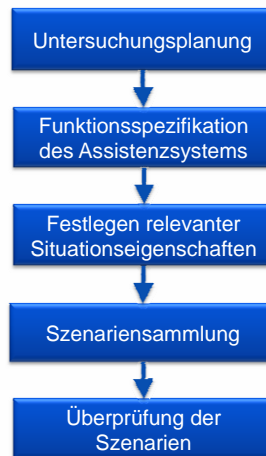 Untersuchungsplanung
Funktionsspezifikation
des Assistenzsystems
Festlegen relevanter
Situationseigenschaften
Szenariensammlung
Überprüfung der
Szenarien